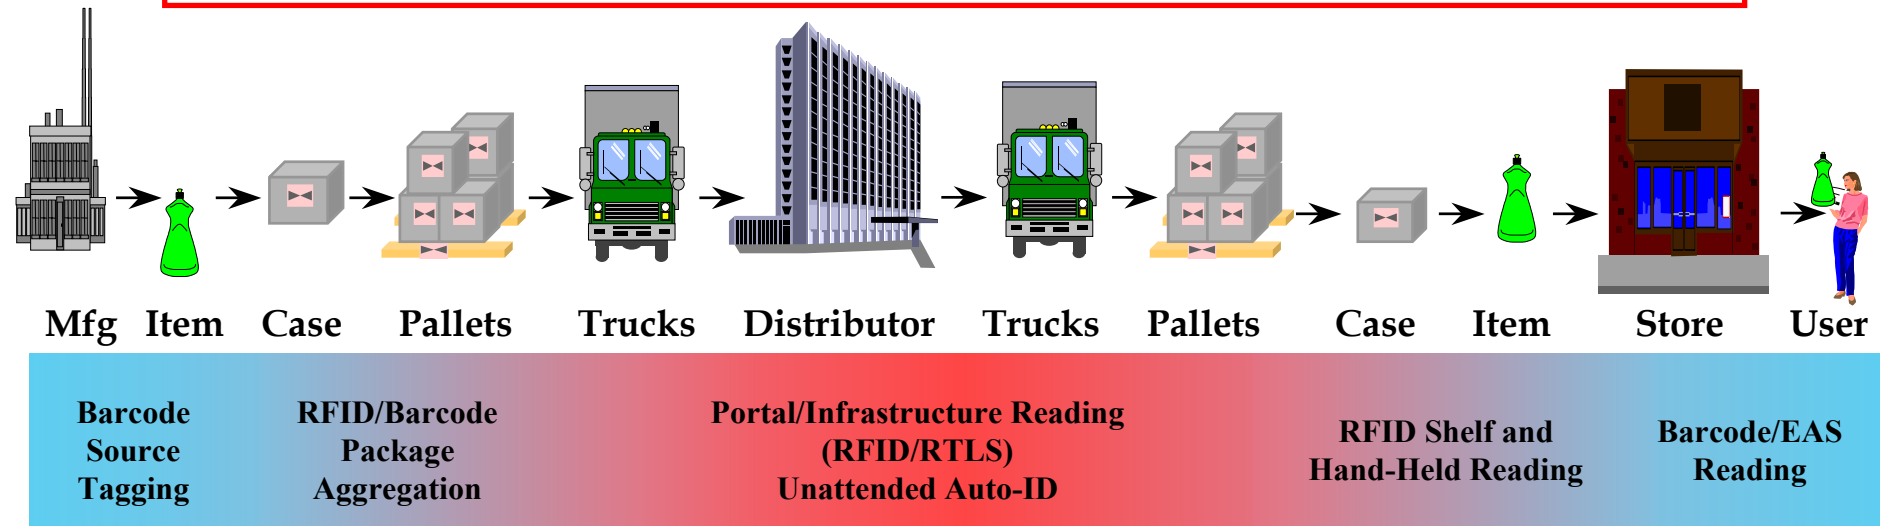 Mfg Item Case Pallets Trucks Distributor Trucks Pallets Case Item Store User
Barcode
Source
Tagging
RFID/Barcode
Package
Aggregation
Portal/Infrastructure Reading
(RFID/RTLS)
Unattended Auto-ID
RFID Shelf and
Hand-Held Reading
Barcode/EAS
Reading